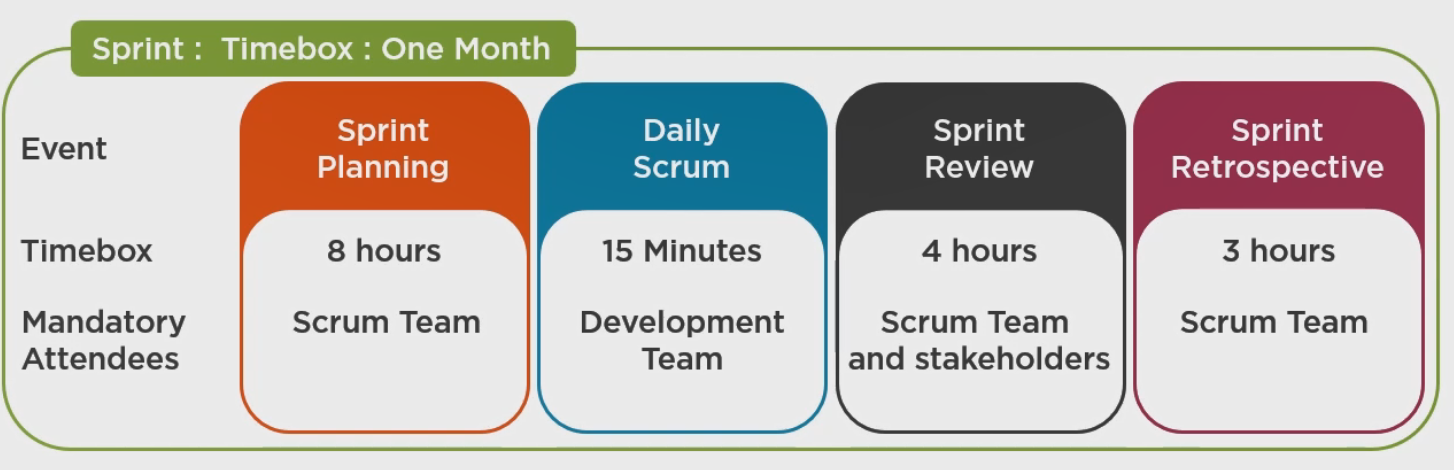 Sprint : Timebox : One Month
Event
Sprint
Planning
Daily
Scrum
Sprint
Review
Sprint
Retrospective
Timebox
8 hours
15 Minutes
4 hours
3 hours
Mandatory
Attendees
Scrum Team
Development
Team
Scrum Team
and stakeholders
Scrum Team